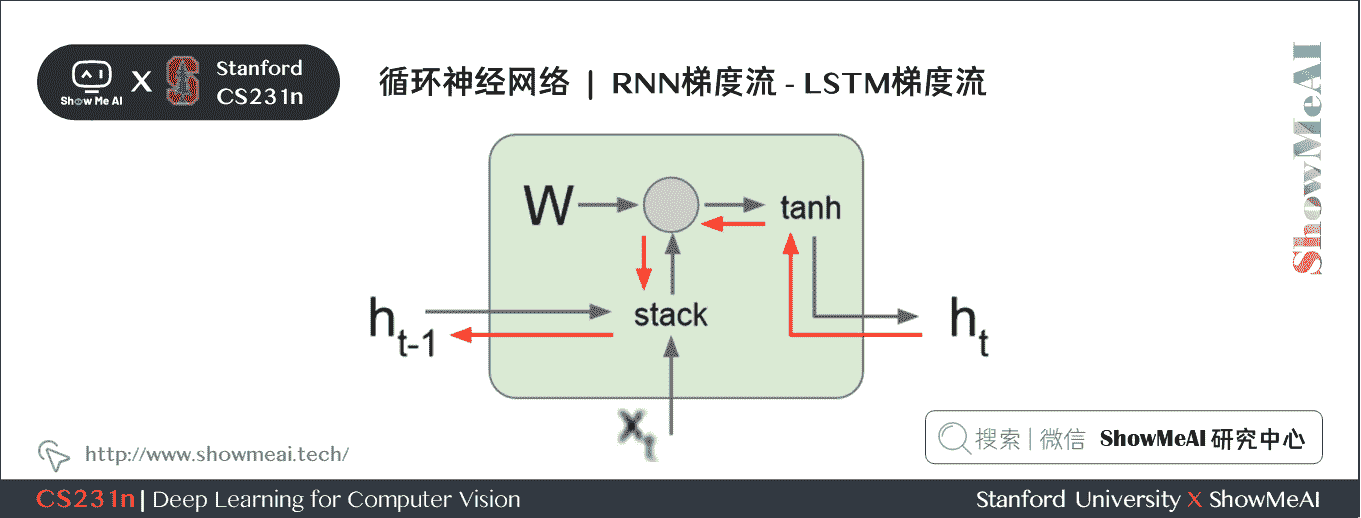 Show Me AI
X
Stanford
CS231n
循环神经网络 | RNN梯度流 - LSTM梯度流
ShowMeAI
W
tanh
h_{t-1}
stack
h_t
x_t
搜索 | 微信 ShowMeAI 研究中心
http://www.showmeai.tech/
CS231n | Deep Learning for Computer Vision
Stanford University X ShowMeAI